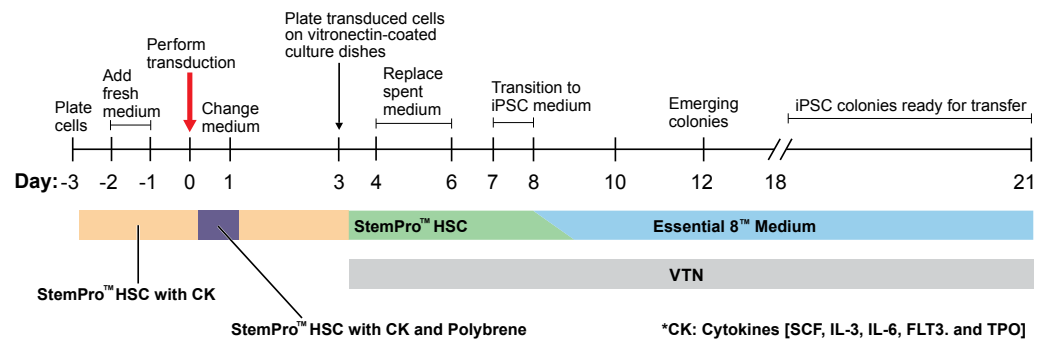 Plate transduced cells
on vitronectin-coated
culture dishes
Perform
transduction
Add
fresh
medium
Replace
spent
medium
Transition to
iPSC medium
Plate
cells
Change
medium
Emerging
colonies
iPSC colonies ready for transfer
Day: -3 -2 -1 0 1 3 4 6 7 8 10 12 18 21
StemPro™ HSC
Essential 8™ Medium
VTN
StemPro™ HSC with CK
StemPro™ HSC with CK and Polybrene
*CK: Cytokines [SCF, IL-3, IL-6, FLT3. and TPO]